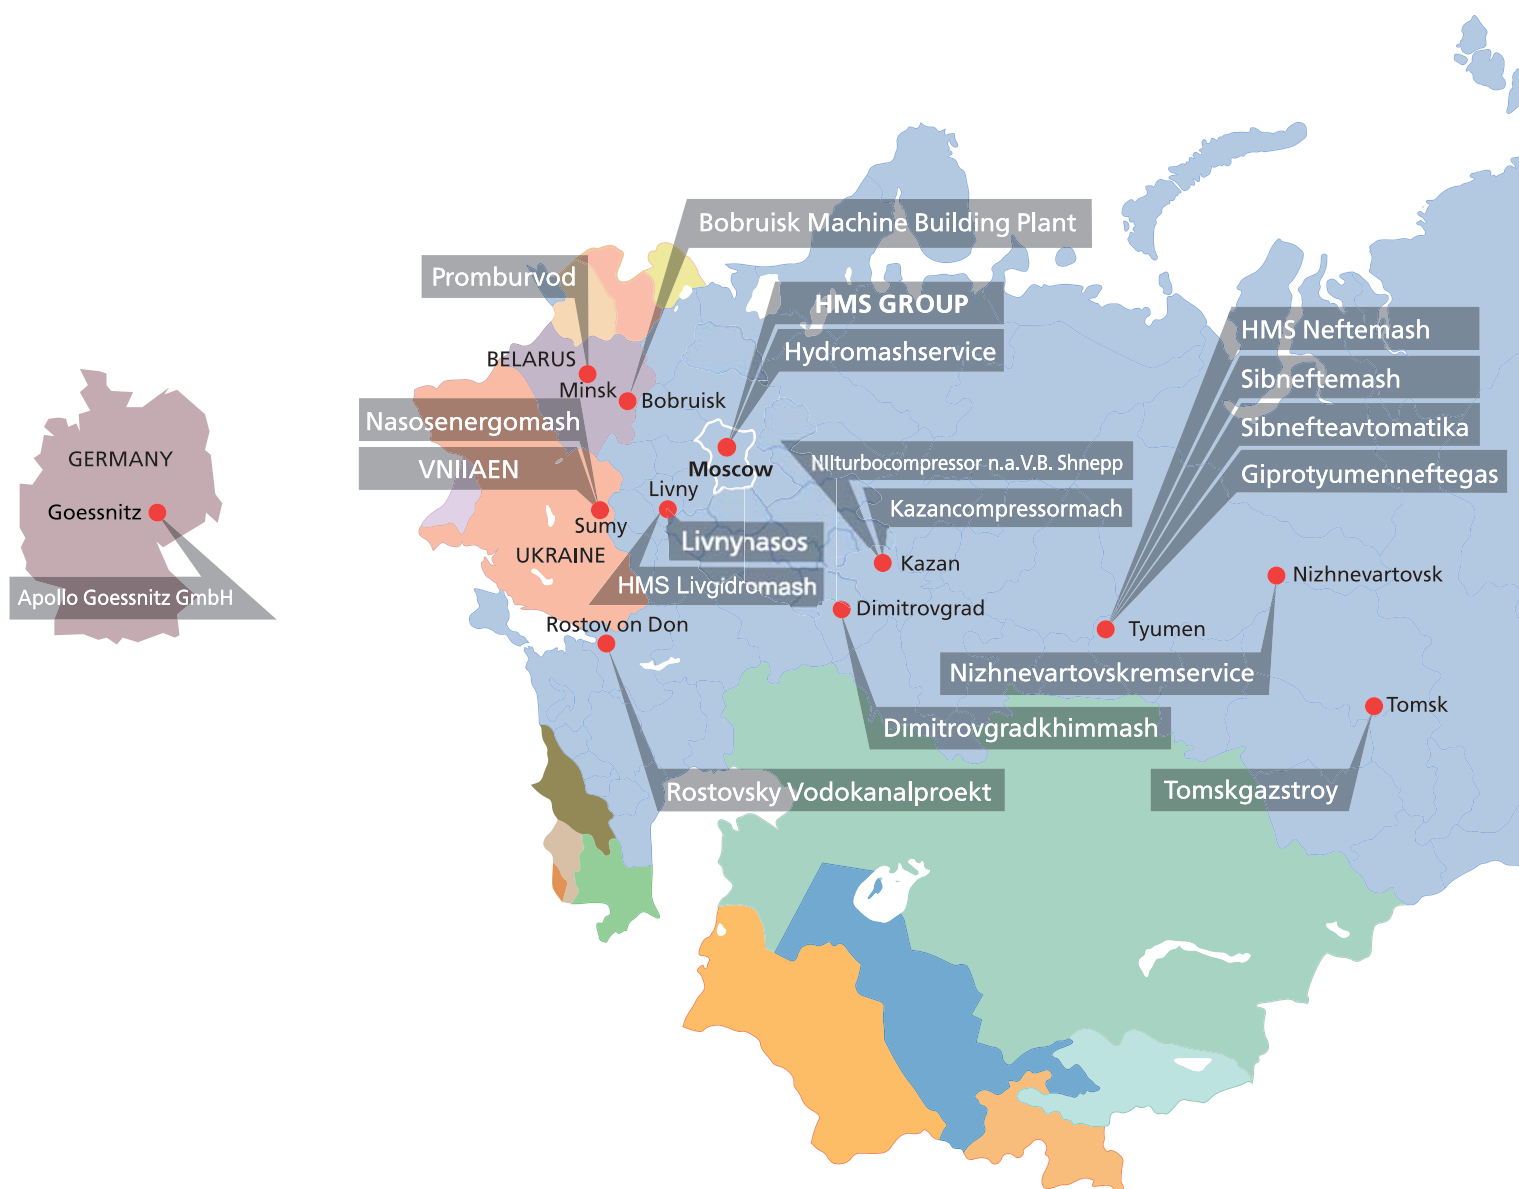 Bobruisk Machine Building Plant
Promburvod
HMS GROUP
Hydromashservice
HMS Neftemash
Sibneftemash
Sibnefteavtomatika
Giprotyumenneftegas
BELARUS
Minsk
Bobruisk
Nasosenergomash
VNIIAEN
Moscow
NIIturbocompressor n.a.V.B. Shnepp
Kazancompressormach
GERMANY
Goessnitz
Apollo Goessnitz GmbH
Livny
Sumy
UKRAINE
Livnynasos
HMS Livgidromash
Kazan
Dimitrovgrad
Nizhnevartovsk
Rostov on Don
Tyumen
Nizhnevartovskremservice
Tomsk
Dimitrovgradkhimmash
Rostovsky Vodokanalproekt
Tomskgazstroy